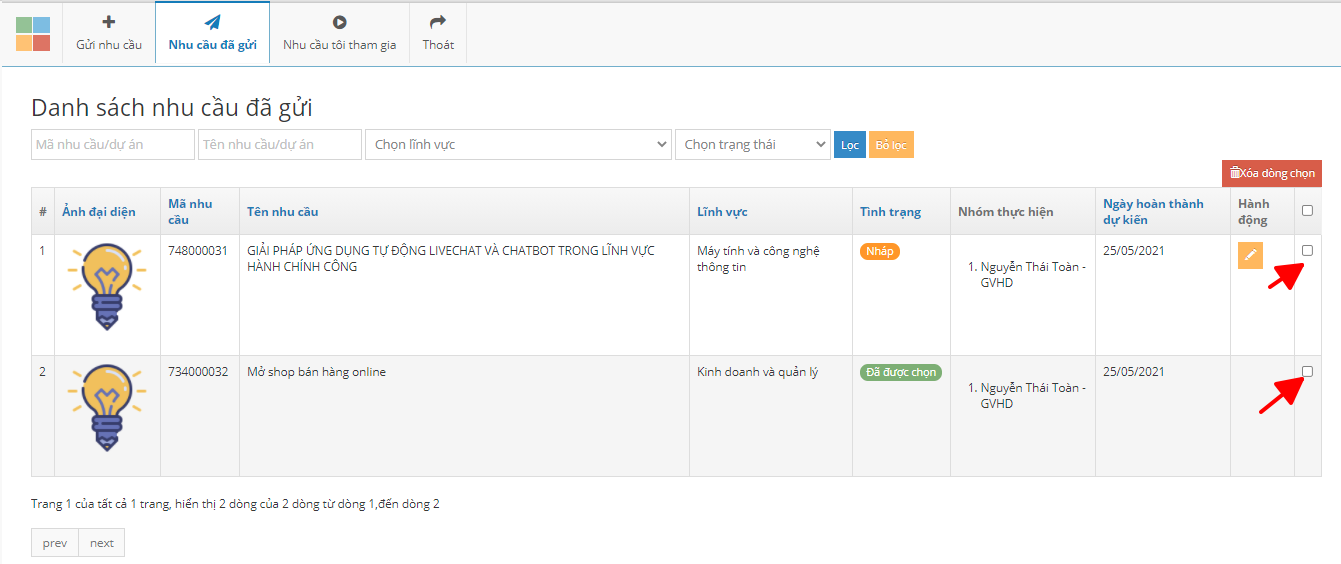 Gửi nhu cầu
Nhu cầu đã gửi
Nhu cầu tôi tham gia
Thoát
Danh sách nhu cầu đã gửi
Mã nhu cầu/dự án
Tên nhu cầu/dự án
Chọn lĩnh vực
Chọn trạng thái
Lọc
Bỏ lọc
Xóa dòng chọn
#
Ảnh đại diện
Mã nhu
cầu
Tên nhu cầu
Lĩnh vực
Tình trạng
Nhóm thực hiện
Ngày hoàn thành
dự kiến
Hành
động
1
748000031
GIẢI PHÁP ỨNG DỤNG TỰ ĐỘNG LIVECHAT VÀ CHATBOT TRONG LĨNH VỰC
HÀNH CHÍNH CÔNG
Máy tính và công nghệ
thông tin
Nháp
1. Nguyễn Thái Toàn -
GVHD
25/05/2021
2
734000032
Mở shop bán hàng online
Kinh doanh và quản lý
Đã được chọn
1. Nguyễn Thái Toàn -
GVHD
25/05/2021
Trang 1 của tất cả 1 trang, hiển thị 2 dòng của 2 dòng từ dòng 1,đến dòng 2
prev
next